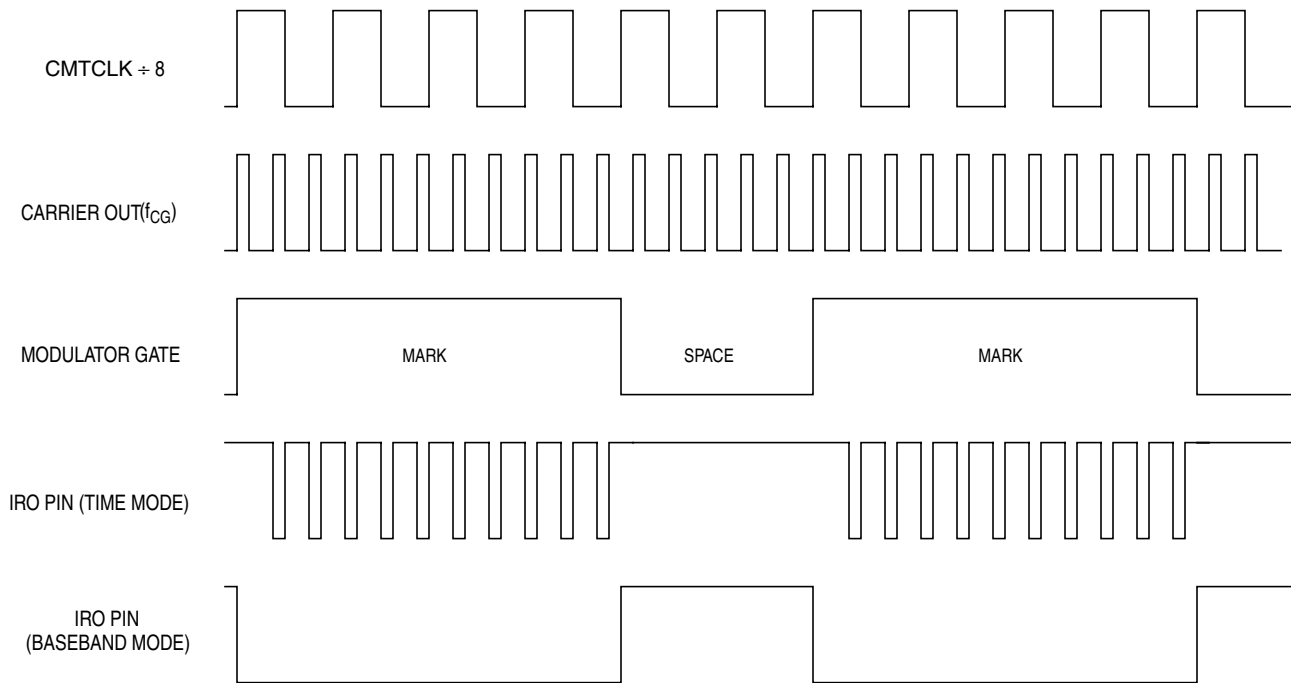 CMTCLK ÷ 8
CARRIER OUT(fCG)
MODULATOR GATE
MARK
SPACE
MARK
IRO PIN (TIME MODE)
IRO PIN
(BASEBAND MODE)